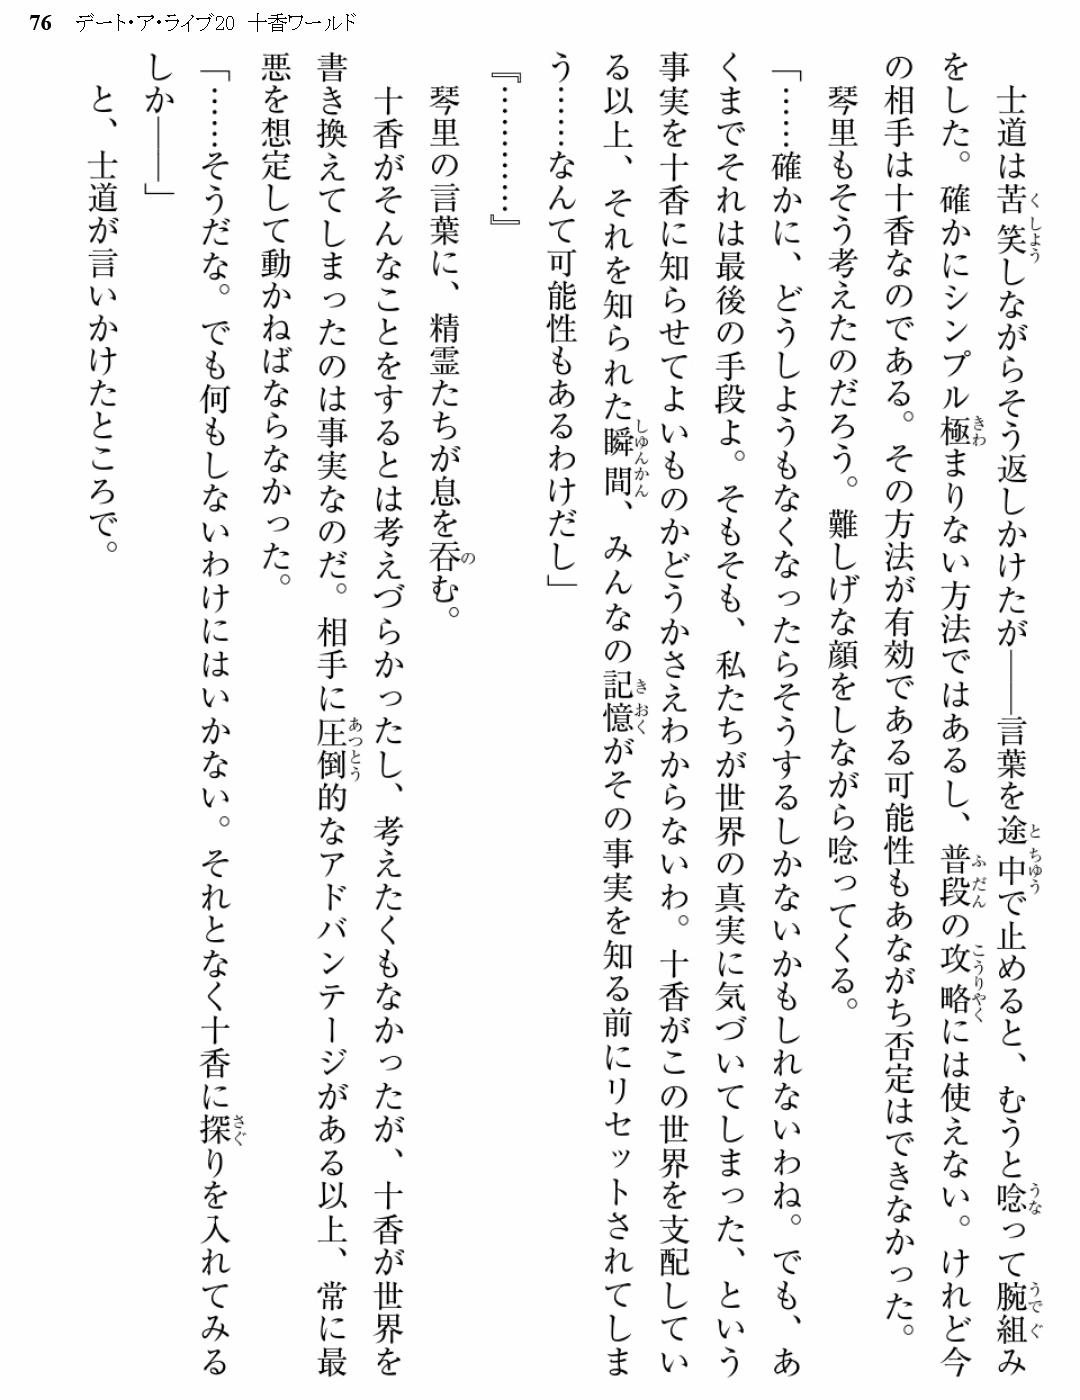 76 デート・ア・ライブ20 十香ワールド
士道は苦笑しながらそう返しかけたが――言葉を途中で止めると、むうと唸って腕組み
をした。確かにシンプル極まりない方法ではあるし、普段の攻略には使えない。けれど今
の相手は十香なのである。その方法が有効である可能性もあながち否定はできなかった。
琴里もそう考えたのだろう。難しげな顔をしながら唸ってくる。
「……確かに、どうしようもなくなったらそうするしかないかもしれないわね。でも、あ
くまでそれは最後の手段よ。そもそも、私たちが世界の真実に気づいてしまった、という
事実を十香に知らせてよいものかどうかさえわからないわ。十香がこの世界を支配してい
る以上、それを知られた瞬間、みんなの記憶がその事実を知る前にリセットされてしま
う……なんて可能性もあるわけだし」
『…………』
琴里の言葉に、精霊たちが息を呑む。
十香がそんなことをするとは考えづらかったし、考えたくもなかったが、十香が世界を
書き換えてしまったのは事実なのだ。相手に圧倒的なアドバンテージがある以上、常に最
悪を想定して動かねばならなかった。
「……そうだな。でも何もしないわけにはいかない。それとなく十香に探りを入れてみる
しか――」
と、士道が言いかけたところで。